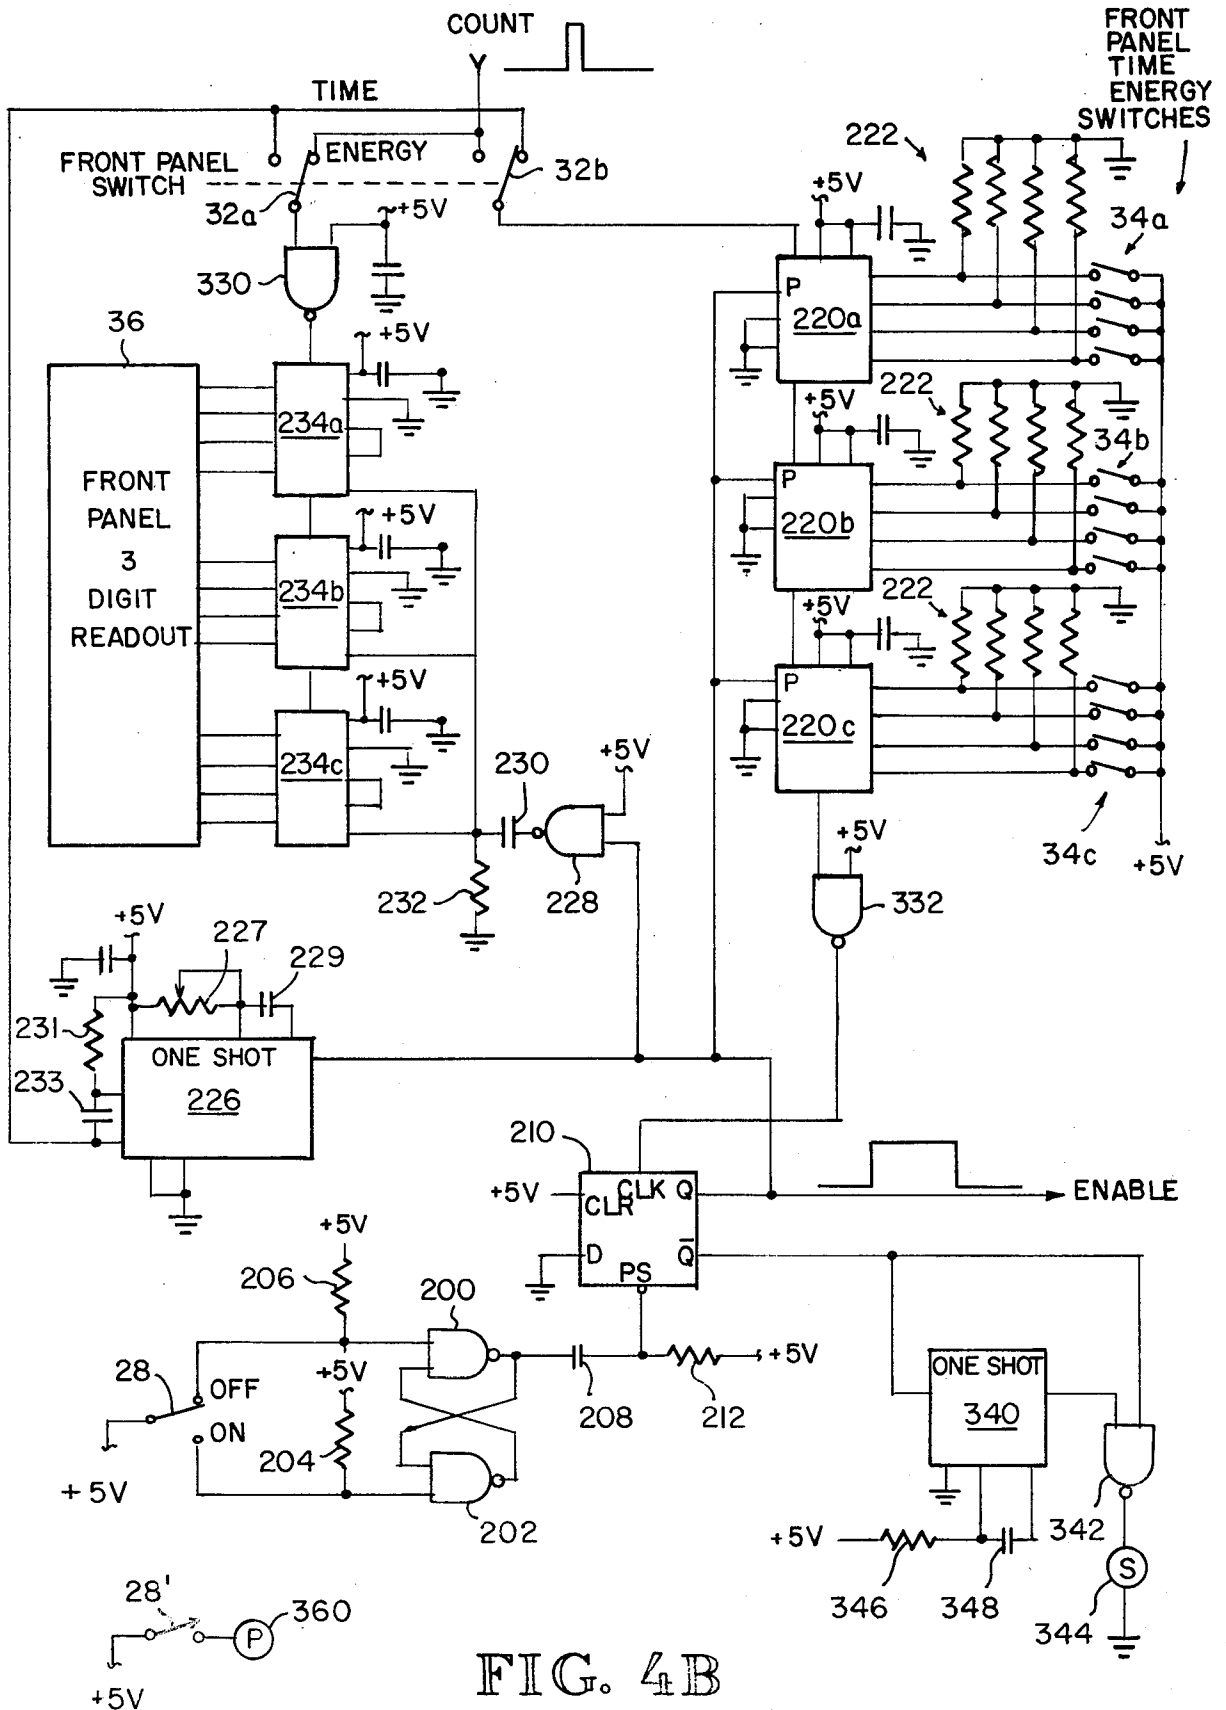 COUNT
FRONT
PANEL
TIME
ENERGY
SWITCHES
TIME
222
FRONT PANEL
SWITCH
ENERGY
32b
32a
+5V
+5V
34a
330
P
220a
36
+5V
234a
222
+5V
34b
FRONT
PANEL
3
DIGIT
READOUT
P
220b
+5V
234b
222
+5V
+5V
P
220c
234c
230
+5V
34c
+5V
+5V
232
228
332
+5V
227
229
231
ONE SHOT
226
233
210
+5V
CLK
Q
CLR
ENABLE
D
Q̅
PS
+5V
206
200
+5V
28
OFF
ON
208
212
+5V
ONE SHOT
340
204
+5V
202
+5V
342
346
348
S
344
28'
360
P
+5V
FIG. 4B